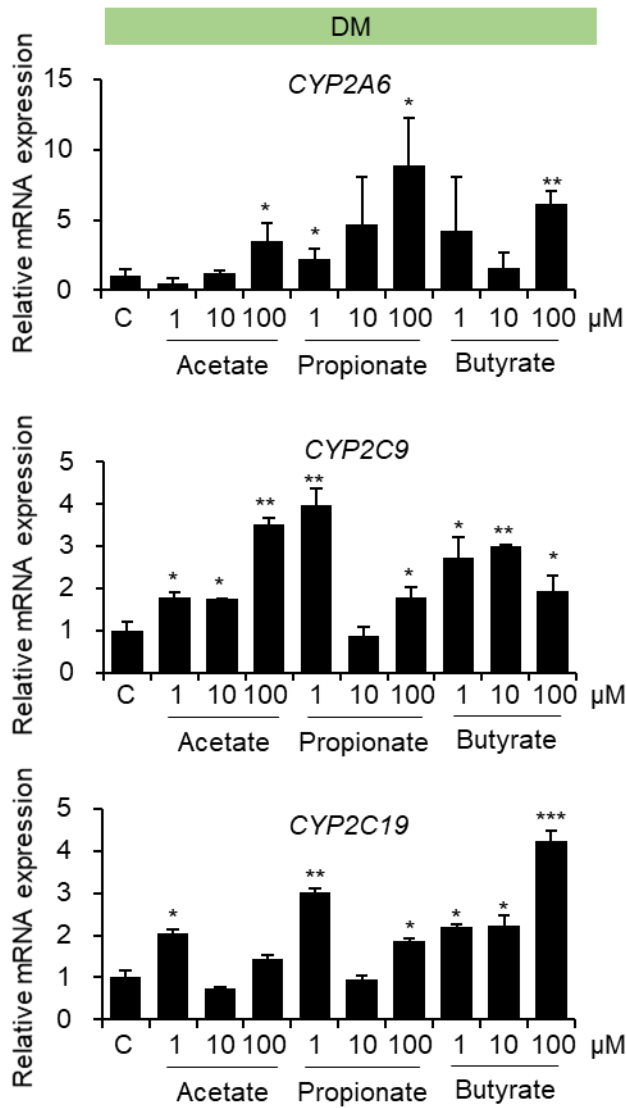 DM
CYP2A6
Relative mRNA expression
15
10
5
0
*
*
*
**
C 1 10 100 1 10 100 1 10 100 µM
Acetate Propionate Butyrate
CYP2C9
Relative mRNA expression
5
4
3
2
1
0
*
*
**
**
*
*
**
*
C 1 10 100 1 10 100 1 10 100 µM
Acetate Propionate Butyrate
CYP2C19
Relative mRNA expression
5
4
3
2
1
0
*
**
*
*
*
***
C 1 10 100 1 10 100 1 10 100 µM
Acetate Propionate Butyrate